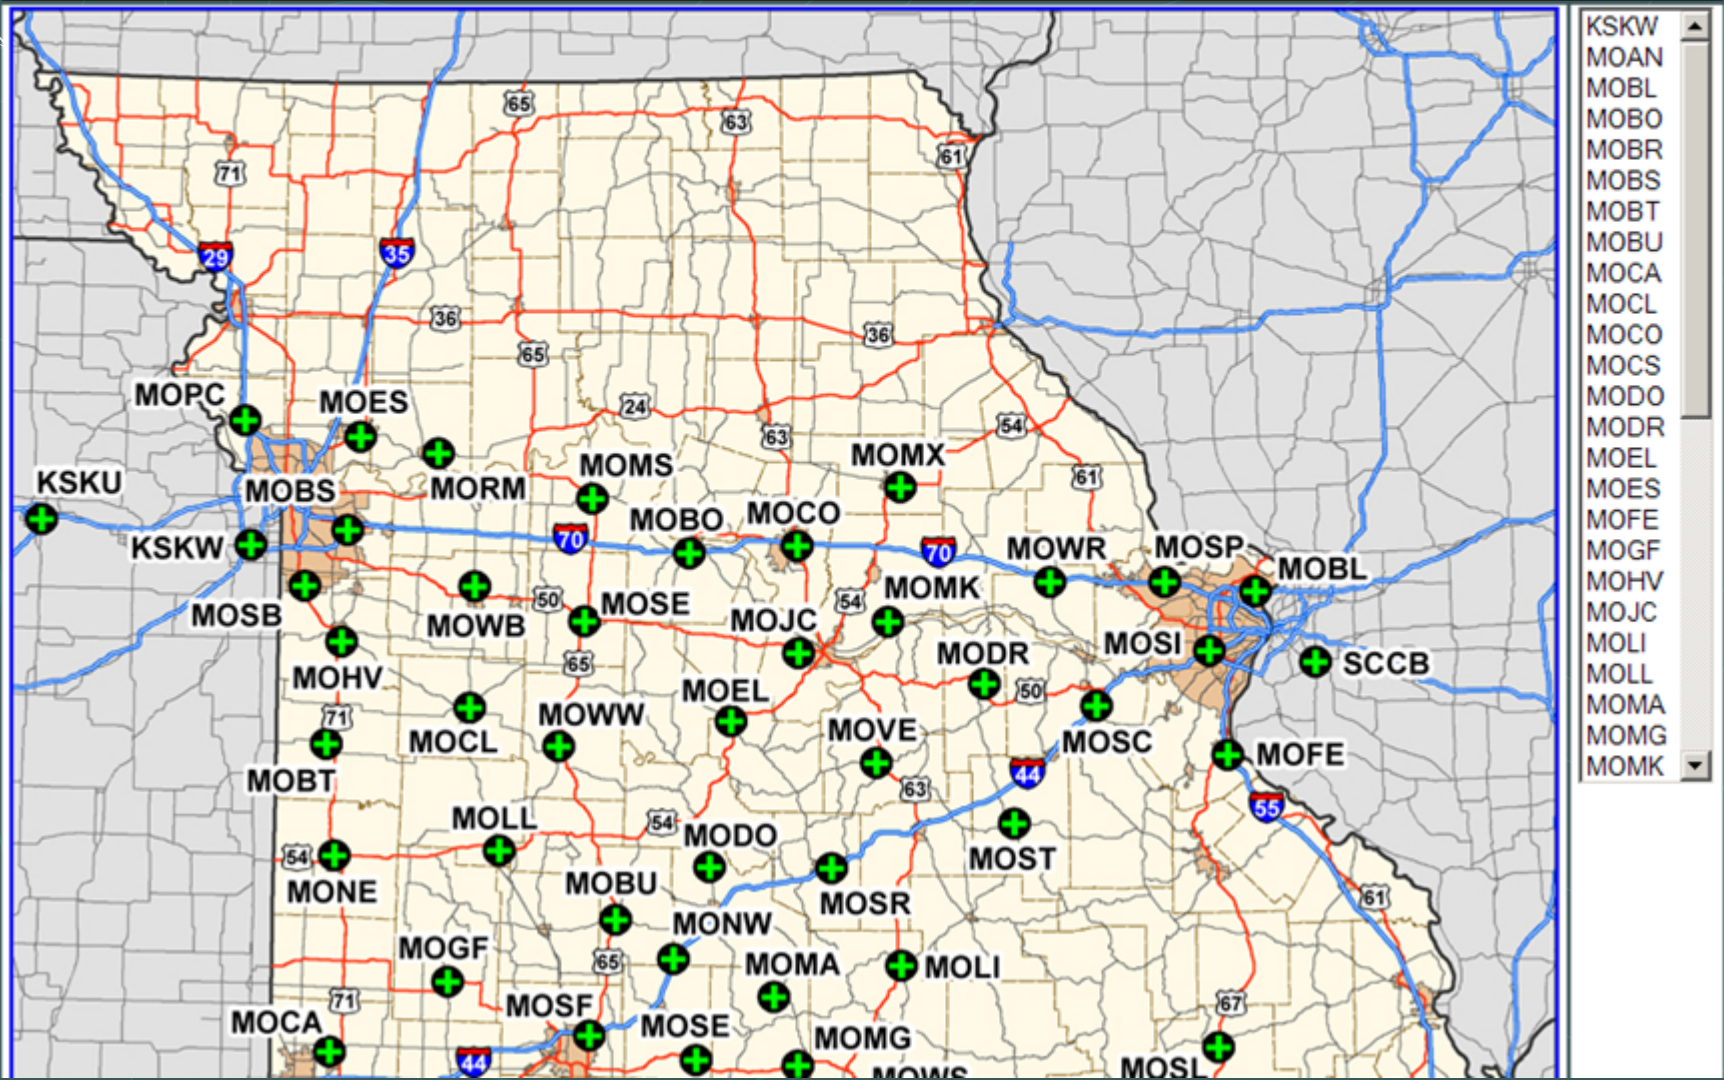 65
63
61
71
29
35
36
36
65
MOPC
MOES
24
63
54
MOMX
61
KSKU
MOBS
MORM
MOMS
MOBO
MOCO
KSKW
70
70
MOWR
MOSP
MOBL
MOSB
MOWB
50
MOSE
MOJC
54
MOMK
MODR
MOSI
SCCB
MOHV
65
50
71
MOCL
MOWW
MOEL
MOVE
MOSC
MOFE
MOBT
44
63
55
MOLL
54
MODO
MOST
54
MONE
MOBU
MOSR
61
MONW
MOGF
65
MOMA
MOLI
71
67
MOCA
MOSF
MOSE
MOMG
44
MOSL
MOWS
KSKW
MOAN
MOBL
MOBO
MOBR
MOBS
MOBT
MOBU
MOCA
MOCL
MOCO
MOCS
MODO
MODR
MOEL
MOES
MOFE
MOGF
MOHV
MOJC
MOLI
MOLL
MOMA
MOMG
MOMK